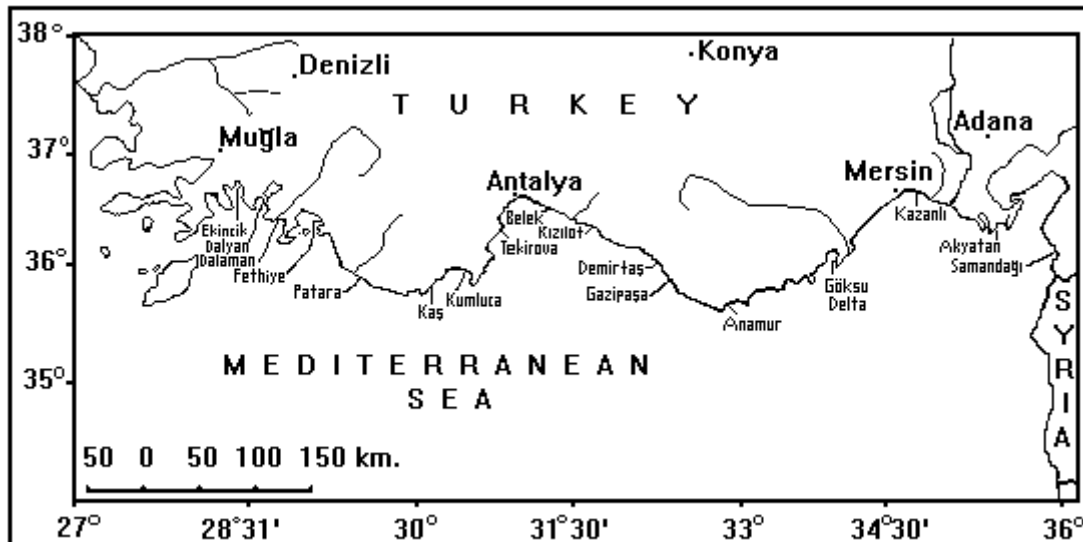 38°
Denizli
Konya
T U R K E Y
Adana
37°
Muğla
Mersin
Antalya
Kazanlı
Belek
Ekincik
Kızılot
Dalyan
Tekirova
Akyatan
Dalaman
Samandağı
36°
Demirtaş
Fethiye
Göksu
Delta
Patara
Gazipaşa
Kumluca
Kaş
Anamur
S Y R I A
M E D I T E R R A N E A N
S E A
35°
50 0 50 100 150 km.
27° 28°31' 30° 31°30' 33° 34°30' 36°